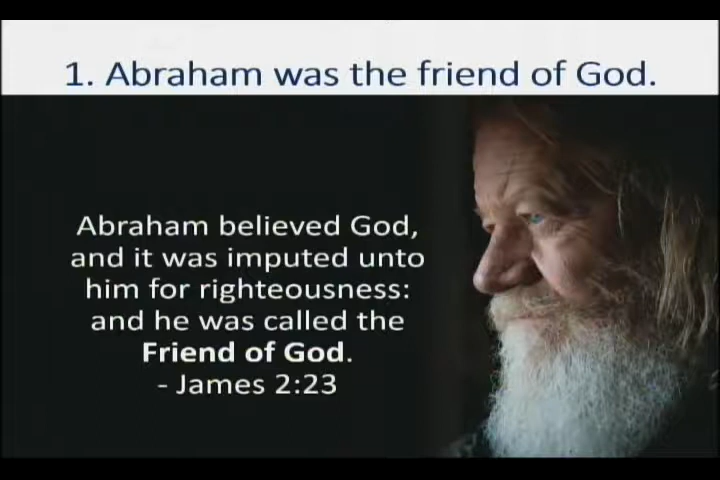 1. Abraham was the friend of God.
Abraham believed God,
and it was imputed unto
him for righteousness:
and he was called the
Friend of God.
- James 2:23